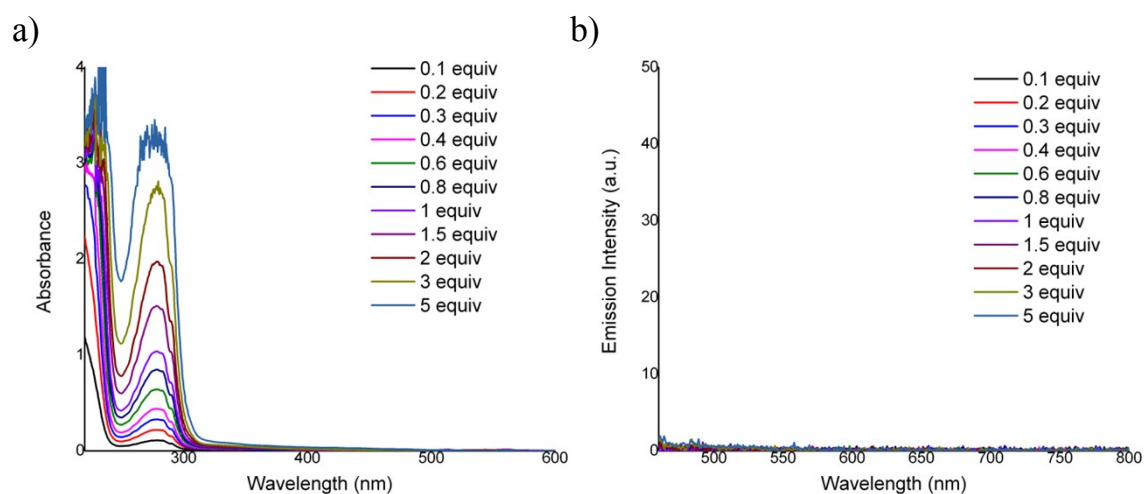 a)
4
3
2
1
0
Absorbance
300
400
500
600
Wavelength (nm)
0.1 equiv
0.2 equiv
0.3 equiv
0.4 equiv
0.6 equiv
0.8 equiv
1 equiv
1.5 equiv
2 equiv
3 equiv
5 equiv
b)
50
40
30
20
10
0
Emission Intensity (a.u.)
500
550
600
650
700
750
800
Wavelength (nm)
0.1 equiv
0.2 equiv
0.3 equiv
0.4 equiv
0.6 equiv
0.8 equiv
1 equiv
1.5 equiv
2 equiv
3 equiv
5 equiv